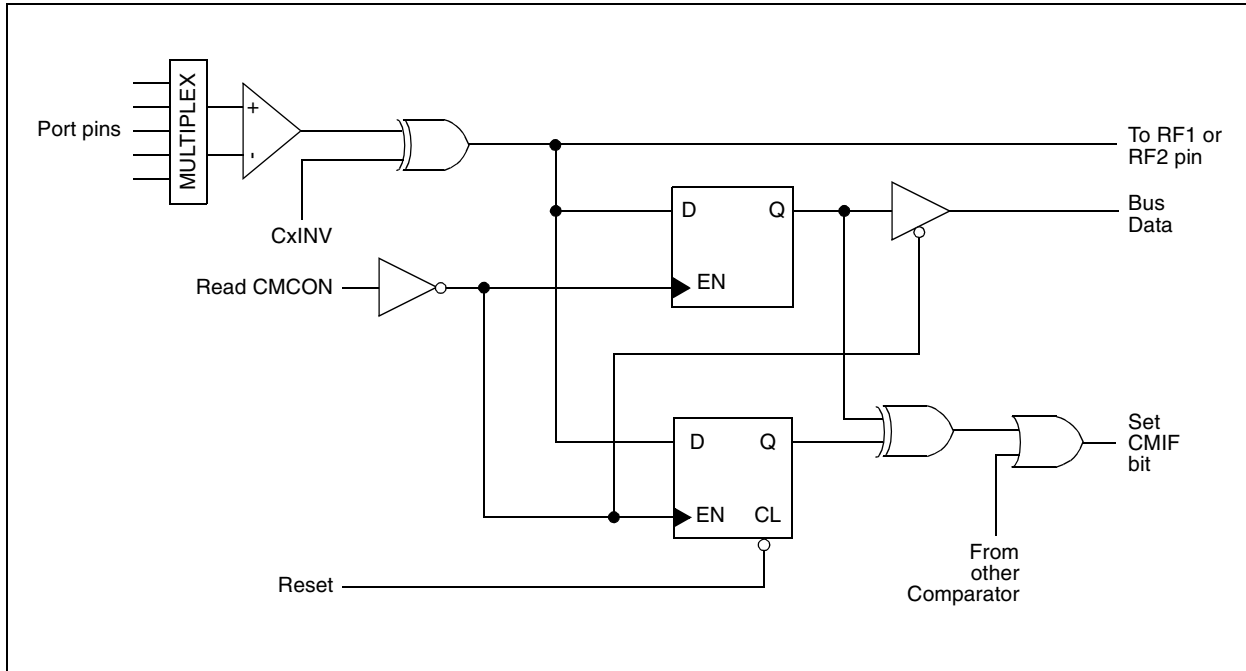 MULTIPLEX
Port pins
+
-
CxINV
To RF1 or
RF2 pin
D
Q
EN
Bus
Data
Read CMCON
D
Q
EN
CL
Set
CMIF
bit
From
other
Comparator
Reset